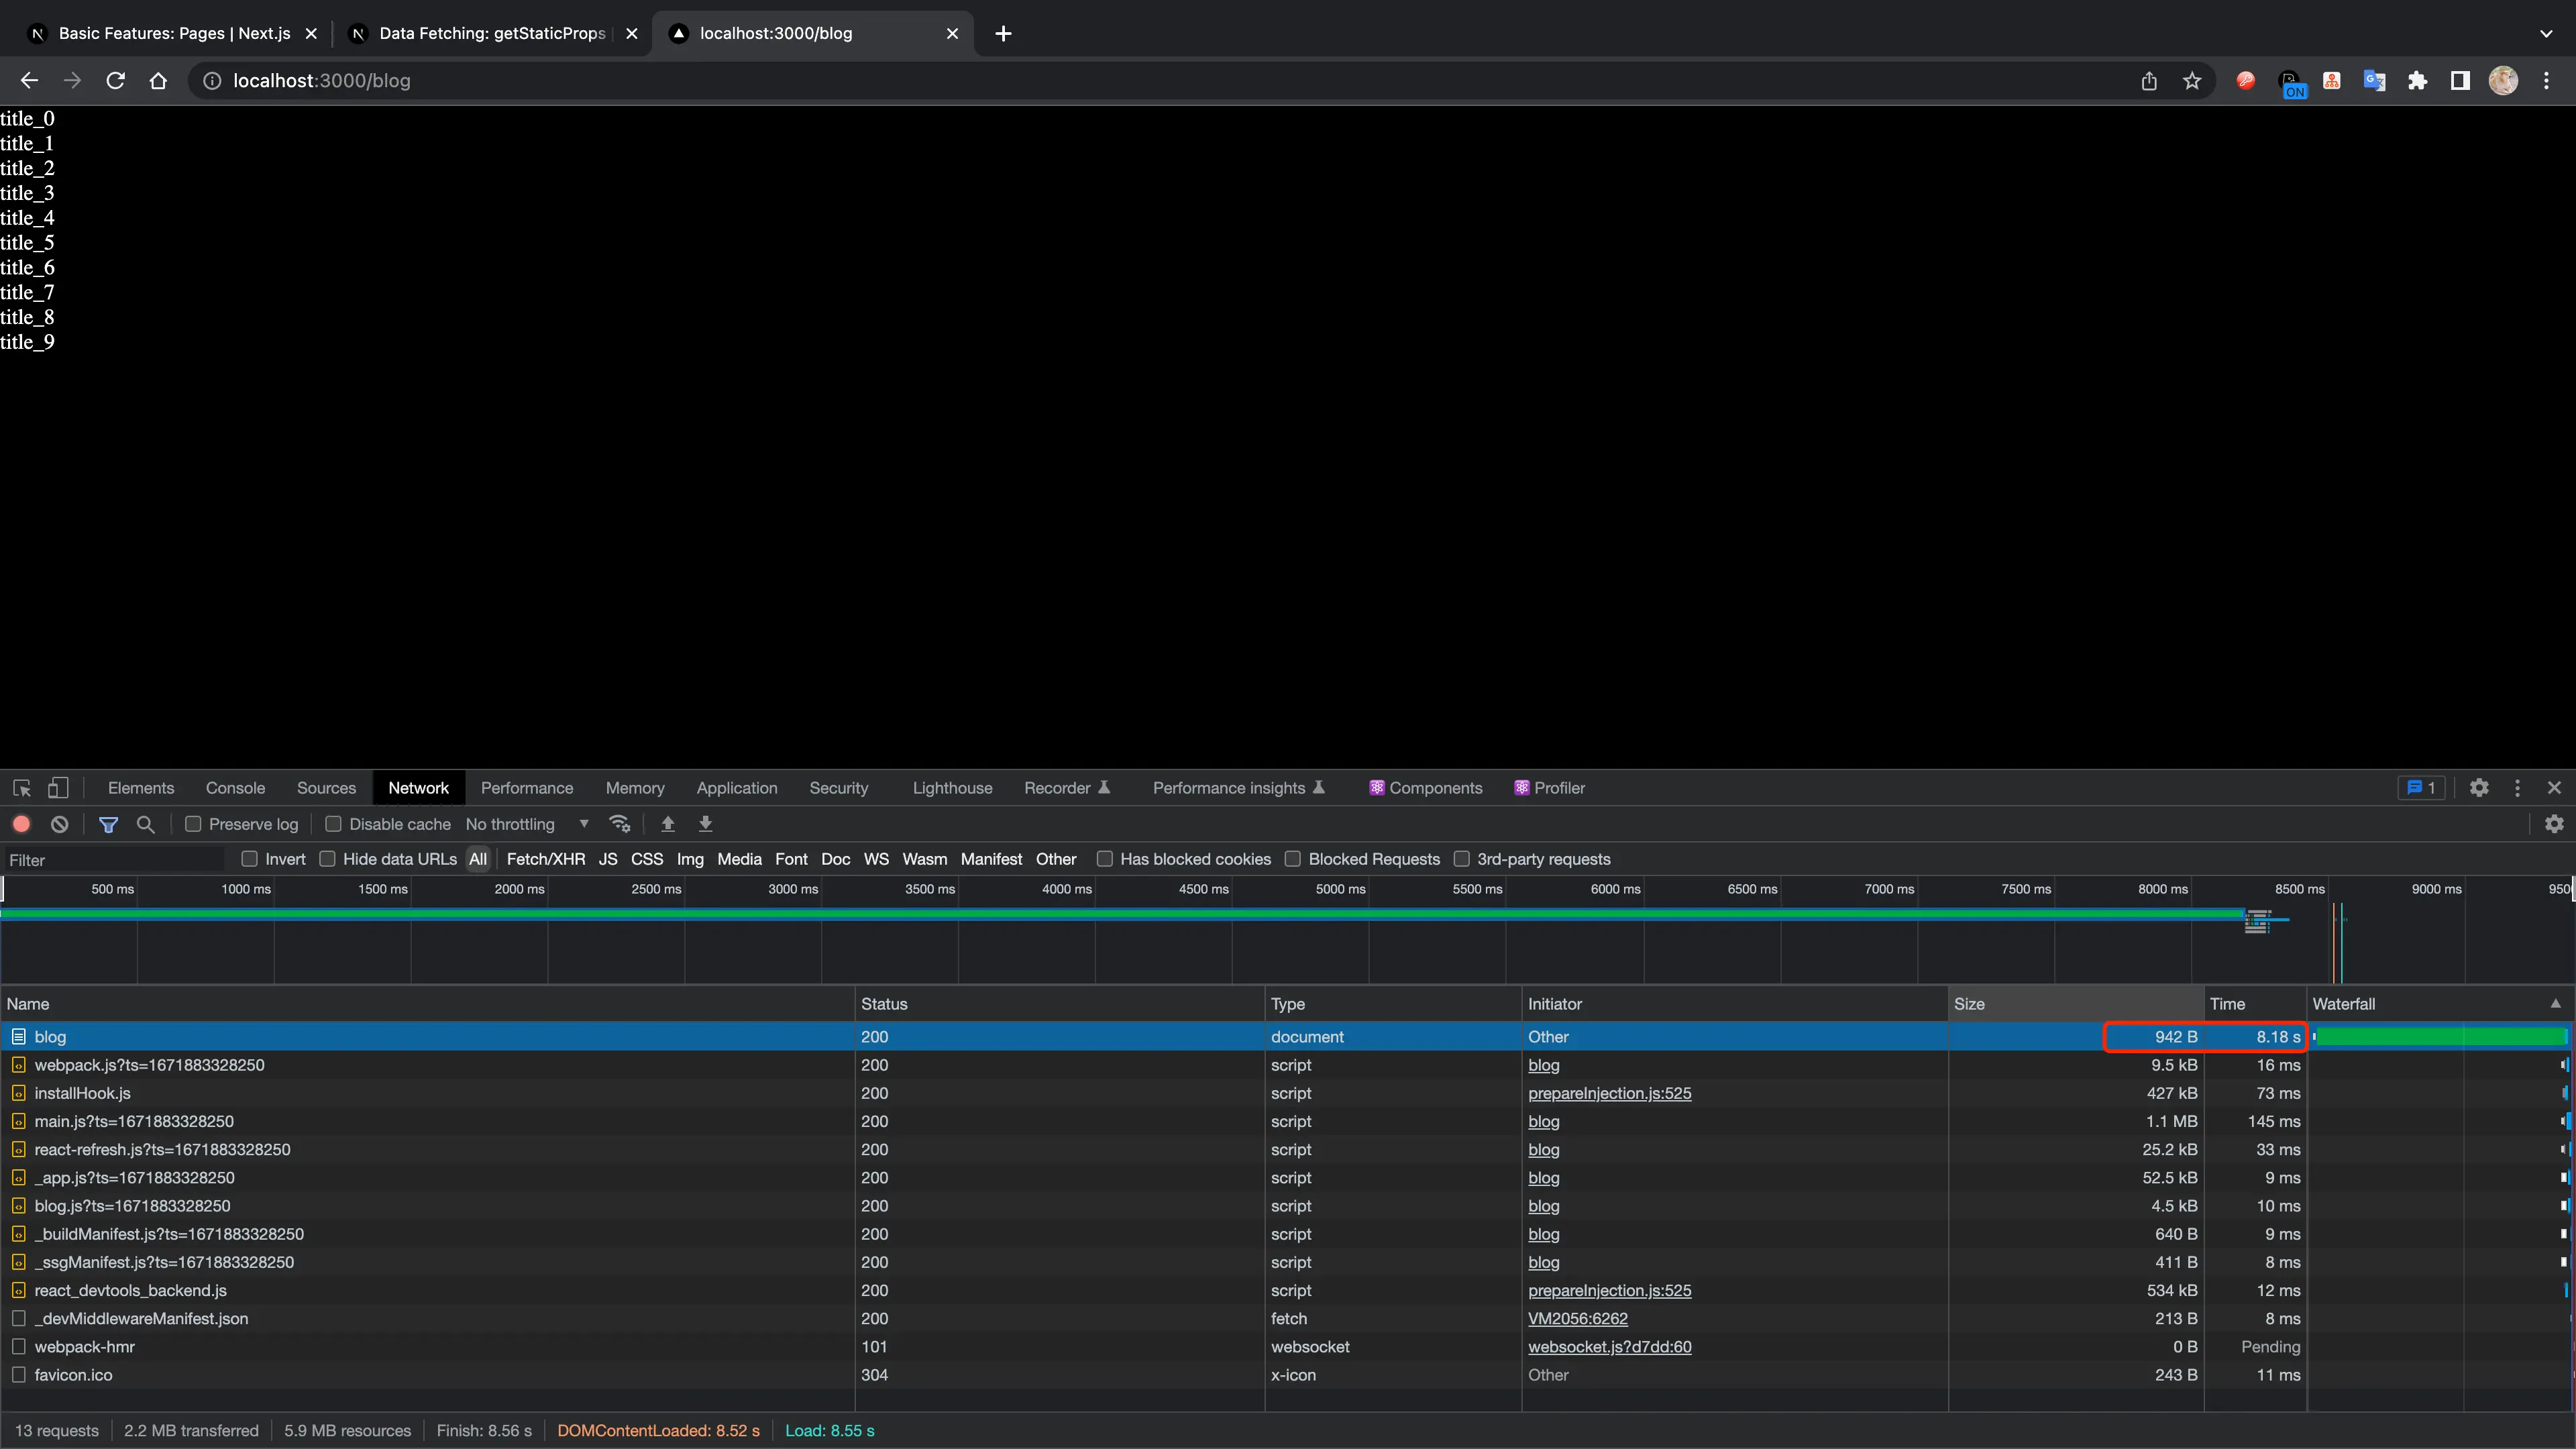 Basic Features: Pages | Next.js
Data Fetching: getStaticProps |
localhost:3000/blog
localhost:3000/blog
ON
title_0
title_1
title_2
title_3
title_4
title_5
title_6
title_7
title_8
title_9
Elements Console Sources Network Performance Memory Application Security Lighthouse Recorder Performance insights Components Profiler 1
Preserve log Disable cache No throttling
Filter Invert Hide data URLs All Fetch/XHR JS CSS Img Media Font Doc WS Wasm Manifest Other Has blocked cookies Blocked Requests 3rd-party requests
500 ms 1000 ms 1500 ms 2000 ms 2500 ms 3000 ms 3500 ms 4000 ms 4500 ms 5000 ms 5500 ms 6000 ms 6500 ms 7000 ms 7500 ms 8000 ms 8500 ms 9000 ms 950
Name Status Type Initiator Size Time Waterfall
blog 200 document Other 942 B 8.18 s
webpack.js?ts=1671883328250 200 script blog 9.5 kB 16 ms
installHook.js 200 script prepareInjection.js:525 427 kB 73 ms
main.js?ts=1671883328250 200 script blog 1.1 MB 145 ms
react-refresh.js?ts=1671883328250 200 script blog 25.2 kB 33 ms
_app.js?ts=1671883328250 200 script blog 52.5 kB 9 ms
blog.js?ts=1671883328250 200 script blog 4.5 kB 10 ms
_buildManifest.js?ts=1671883328250 200 script blog 640 B 9 ms
_ssgManifest.js?ts=1671883328250 200 script blog 411 B 8 ms
react_devtools_backend.js 200 script prepareInjection.js:525 534 kB 12 ms
_devMiddlewareManifest.json 200 fetch VM2056:6262 213 B 8 ms
webpack-hmr 101 websocket websocket.js?d7dd:60 0 B Pending
favicon.ico 304 x-icon Other 243 B 11 ms
13 requests 2.2 MB transferred 5.9 MB resources Finish: 8.56 s DOMContentLoaded: 8.52 s Load: 8.55 s